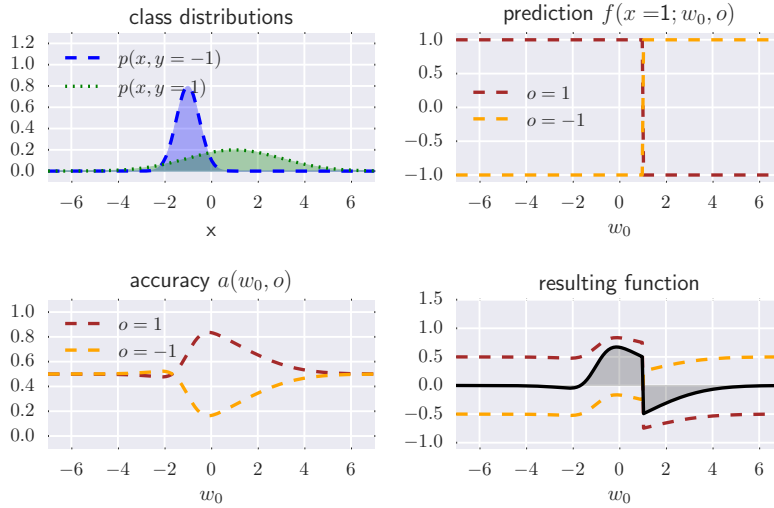 class distributions
1.2
1.0
0.8
0.6
0.4
0.2
0.0
p(x, y = −1)
p(x, y = 1)
−6 −4 −2 0 2 4 6
x
prediction f(x =1; w₀, o)
1.0
0.5
0.0
−0.5
−1.0
o = 1
o = −1
−6 −4 −2 0 2 4 6
w₀
accuracy a(w₀, o)
1.0
0.8
0.6
0.4
0.2
0.0
o = 1
o = −1
−6 −4 −2 0 2 4 6
w₀
resulting function
1.5
1.0
0.5
0.0
−0.5
−1.0
−6 −4 −2 0 2 4 6
w₀